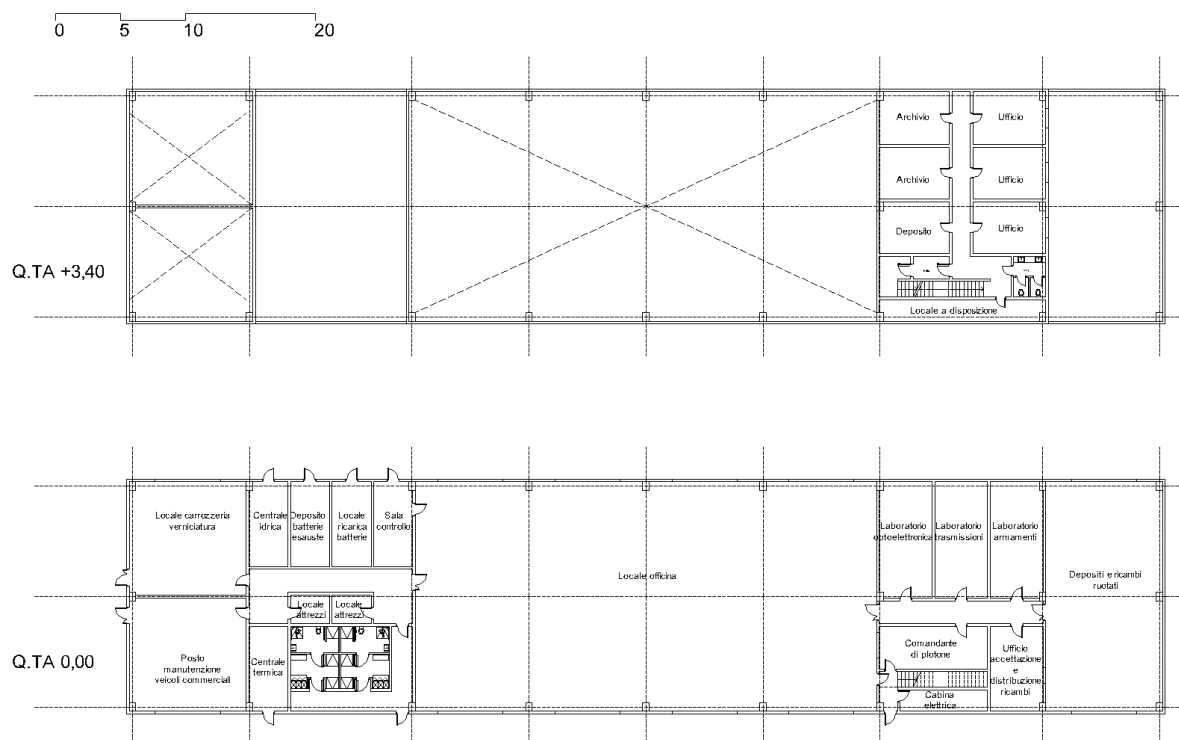 0 5 10 20
Archivio Ufficio
Archivio Ufficio
Deposito Ufficio
Q.TA +3,40
Locale a disposizione
Locale carrozzeria
verniciatura
Centrale
idrica
Deposito
batterie
esauste
Locale
ricarica
batterie
Sala
controllo
Laboratorio
optoelettronica
Laboratorio
trasmissioni
Laboratorio
armamenti
Locale officina
Depositi e ricambi
ruotati
Locale
attrezzi
Locale
attrezzi
Q.TA 0,00
Posto
manutenzione
veicoli commerciali
Centrale
termica
Comandante
di plotone
Ufficio
accettazione
e
distribuzione
ricambi
Cabina
elettrica